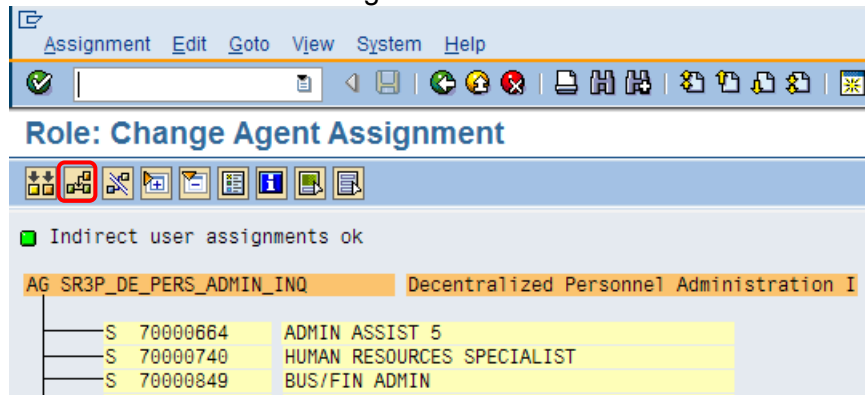 Assignment Edit Goto View System Help
Role: Change Agent Assignment
Indirect user assignments ok
AG SR3P_DE_PERS_ADMIN_INQ Decentralized Personnel Administration I
S 70000664 ADMIN ASSIST 5
S 70000740 HUMAN RESOURCES SPECIALIST
S 70000849 BUS/FIN ADMIN